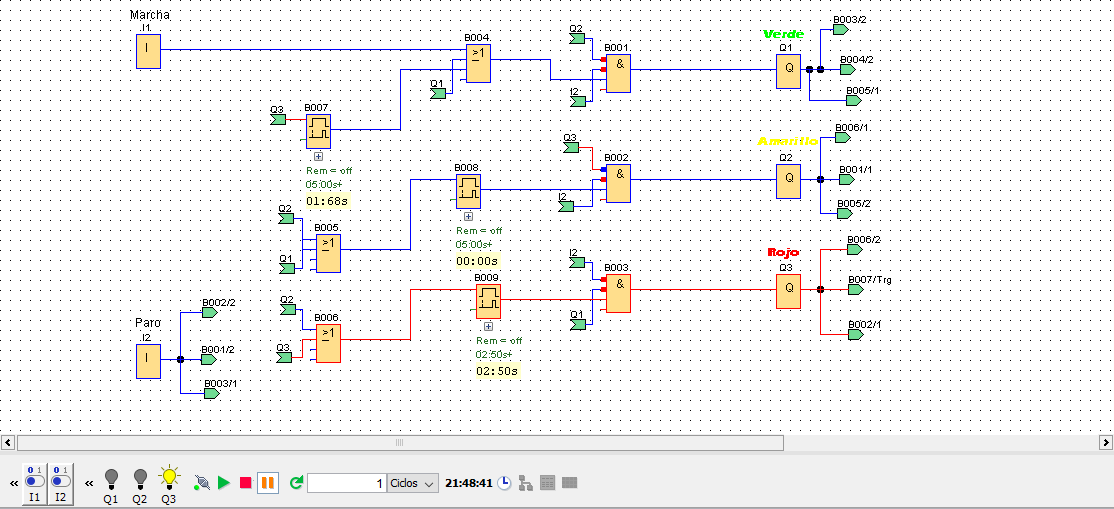 Marcha
.I1.
I
B004.
>1
Q1
Q2
B001
&
I2
Verde
Q1
Q
B003/2
B004/2
B005/1
Q3
B007
Rem = off
05:00s+
01:68s
Q3
B002
&
I2
Amarillo
Q2
Q
B006/1
B001/1
B005/2
B008.
Rem = off
05:00s+
00:00s
Q2
B005.
>1
Q1
I2
B003
&
Q1
Rojo
Q3
Q
B006/2
B007/Trg
B002/1
B009.
Rem = off
02:50s+
02:50s
Q2
B006
>1
Q3
Paro
.I2
I
B002/2
B001/2
B003/1
« 0 1 I1 0 1 I2 « Q1 Q2 Q3 1 Ciclos 21:48:41